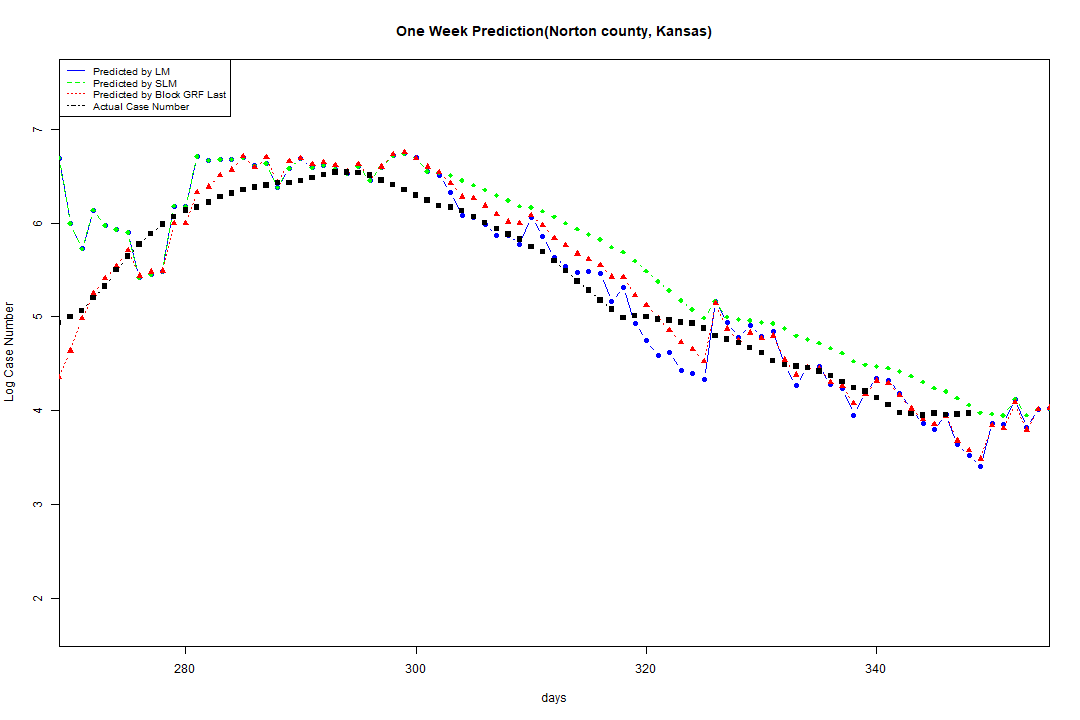 One Week Prediction(Norton county, Kansas)
Predicted by LM
Predicted by SLM
Predicted by Block GRF Last
Actual Case Number
7
6
5
4
3
2
Log Case Number
280
300
320
340
days